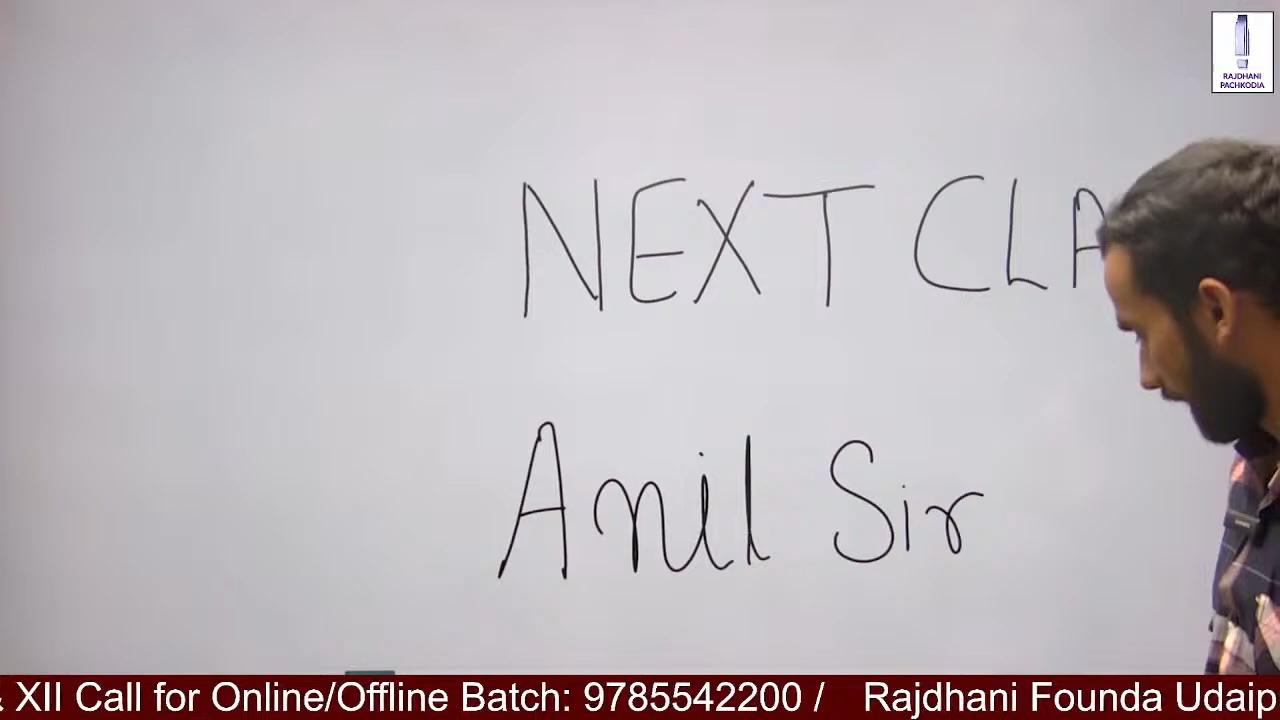 RAJDHANI
PACHKODIA
NEXT CLA
Anil Sir
& XII Call for Online/Offline Batch: 9785542200 / Rajdhani Founda Udaip